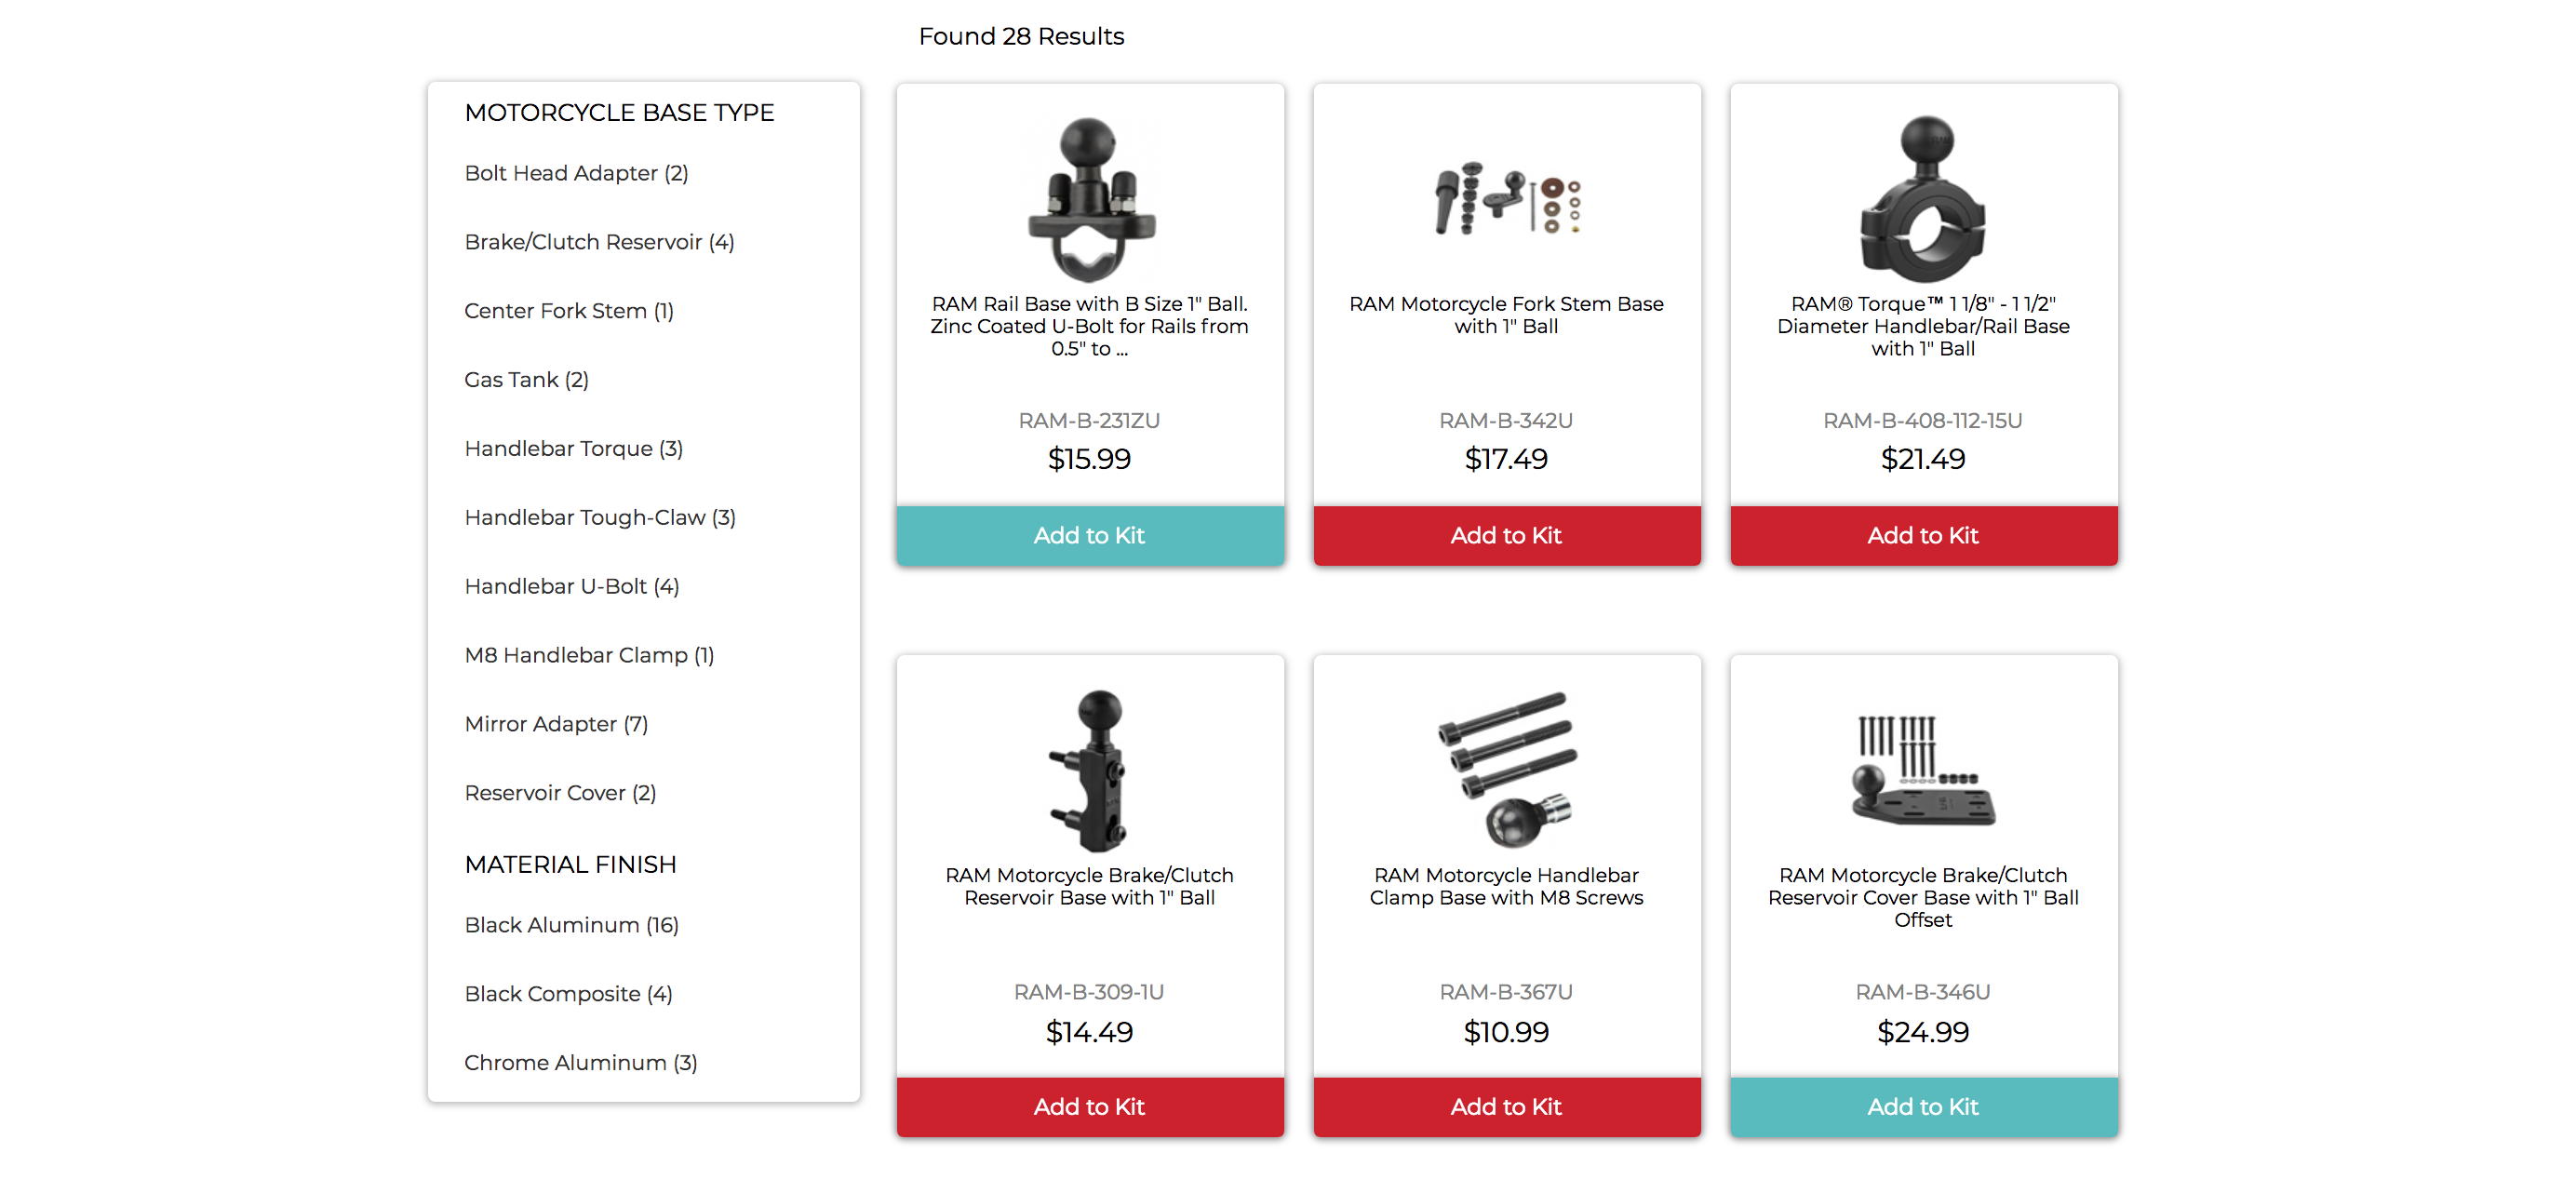 Found 28 Results
MOTORCYCLE BASE TYPE
Bolt Head Adapter (2)
Brake/Clutch Reservoir (4)
Center Fork Stem (1)
Gas Tank (2)
Handlebar Torque (3)
Handlebar Tough-Claw (3)
Handlebar U-Bolt (4)
M8 Handlebar Clamp (1)
Mirror Adapter (7)
Reservoir Cover (2)
MATERIAL FINISH
Black Aluminum (16)
Black Composite (4)
Chrome Aluminum (3)
RAM Rail Base with B Size 1" Ball.
Zinc Coated U-Bolt for Rails from
0.5" to ...
RAM-B-231ZU
$15.99
Add to Kit
RAM Motorcycle Fork Stem Base
with 1" Ball
RAM-B-342U
$17.49
Add to Kit
RAM® Torque™ 1 1/8" - 1 1/2"
Diameter Handlebar/Rail Base
with 1" Ball
RAM-B-408-112-15U
$21.49
Add to Kit
RAM Motorcycle Brake/Clutch
Reservoir Base with 1" Ball
RAM-B-309-1U
$14.49
Add to Kit
RAM Motorcycle Handlebar
Clamp Base with M8 Screws
RAM-B-367U
$10.99
Add to Kit
RAM Motorcycle Brake/Clutch
Reservoir Cover Base with 1" Ball
Offset
RAM-B-346U
$24.99
Add to Kit